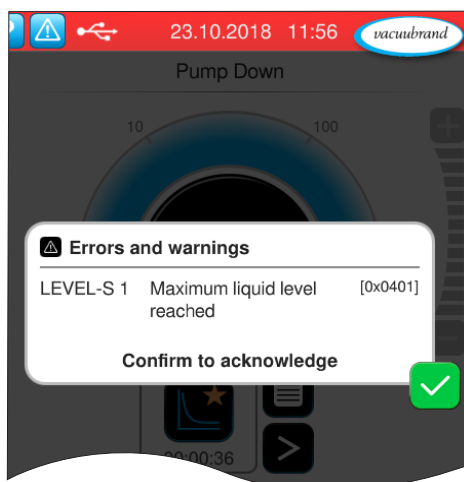 23.10.2018 11:56 vacuubrand
Pump Down
10 100
Errors and warnings
LEVEL-S 1 Maximum liquid level [0x0401]
reached
Confirm to acknowledge
00:00:36